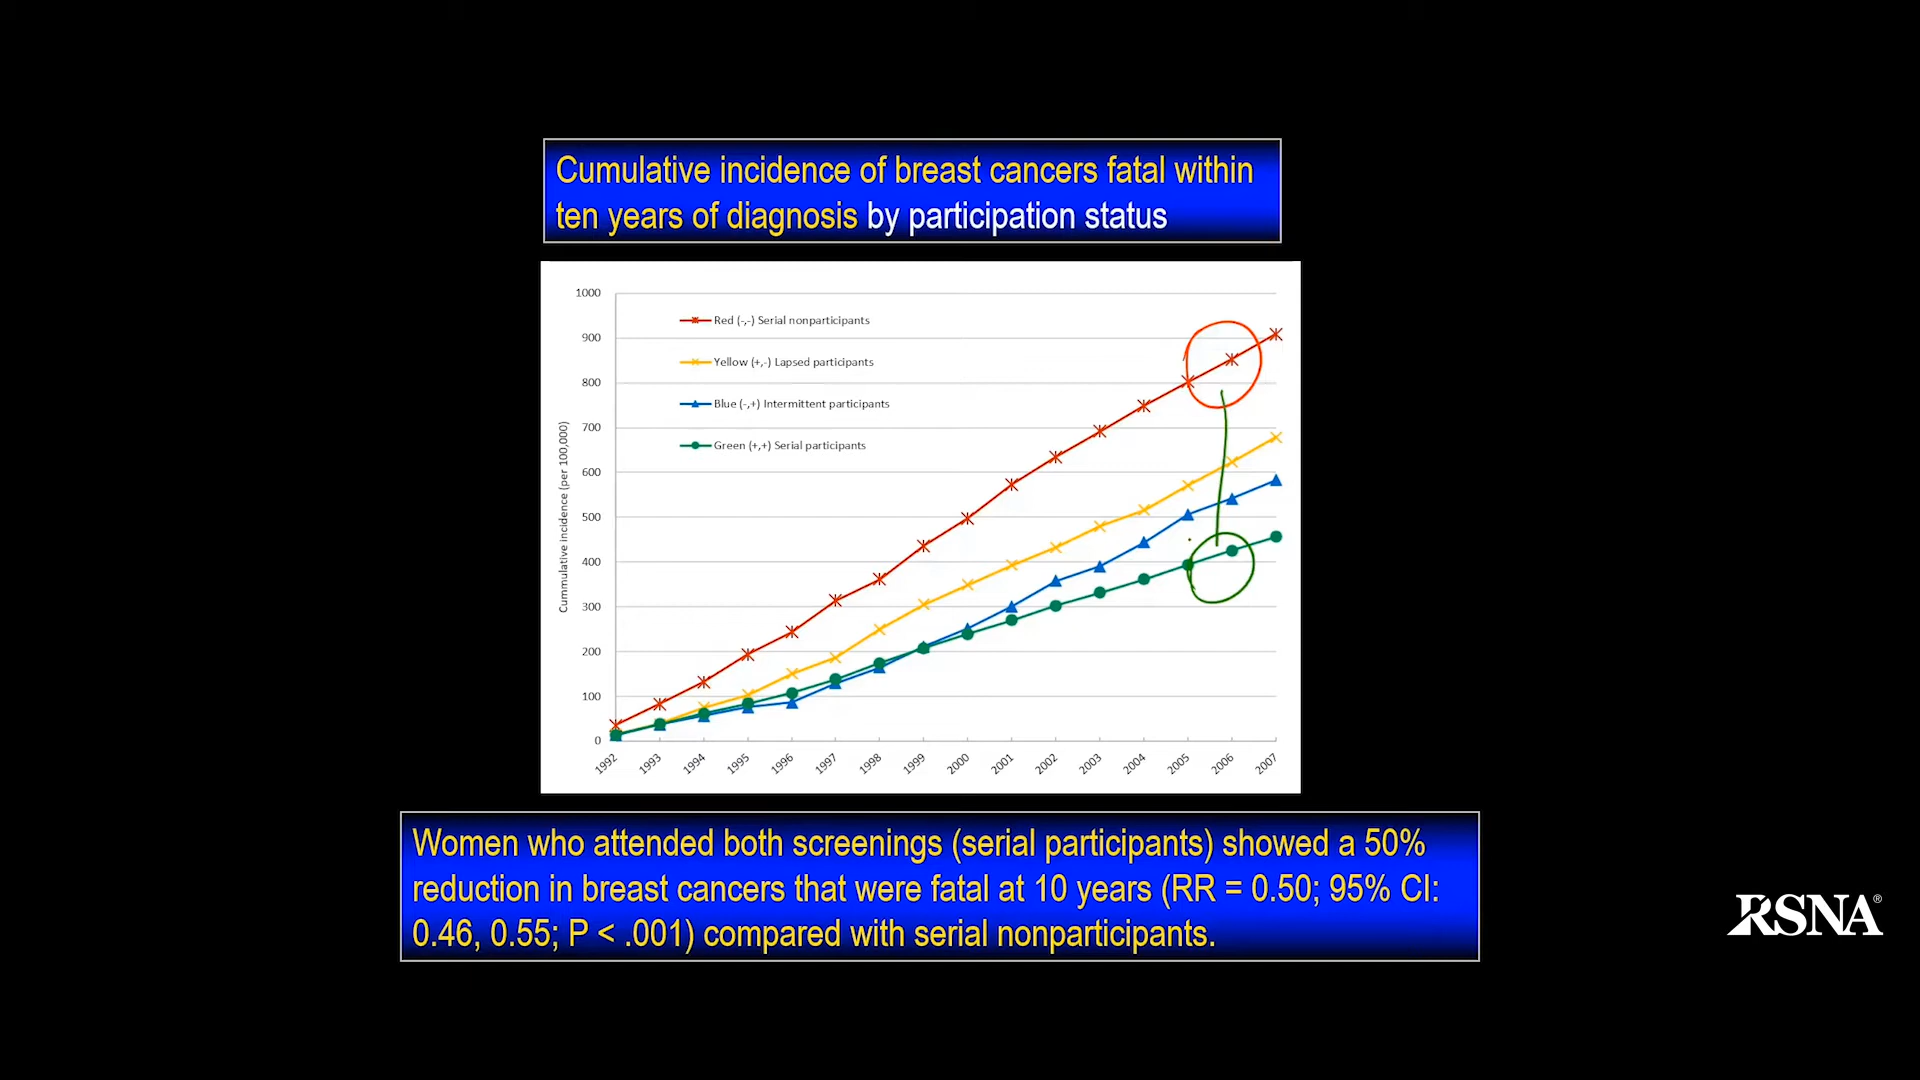 Cumulative incidence of breast cancers fatal within
ten years of diagnosis by participation status
1000
900
800
700
600
500
400
300
200
100
0
Cummulative incidence (per 100,000)
Red (-,-) Serial nonparticipants
Yellow (+,-) Lapsed participants
Blue (-,+) Intermittent participants
Green (+,+) Serial participants
1992 1993 1994 1995 1996 1997 1998 1999 2000 2001 2002 2003 2004 2005 2006 2007
Women who attended both screenings (serial participants) showed a 50%
reduction in breast cancers that were fatal at 10 years (RR = 0.50; 95% CI:
0.46, 0.55; P < .001) compared with serial nonparticipants.
RSNA®